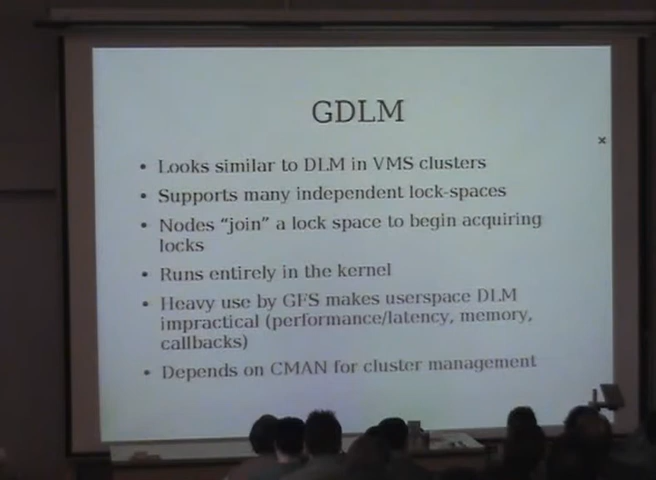 GDLM
• Looks similar to DLM in VMS clusters
• Supports many independent lock-spaces
• Nodes “join” a lock space to begin acquiring
locks
• Runs entirely in the kernel
• Heavy use by GFS makes userspace DLM
impractical (performance/latency, memory,
callbacks)
• Depends on CMAN for cluster management